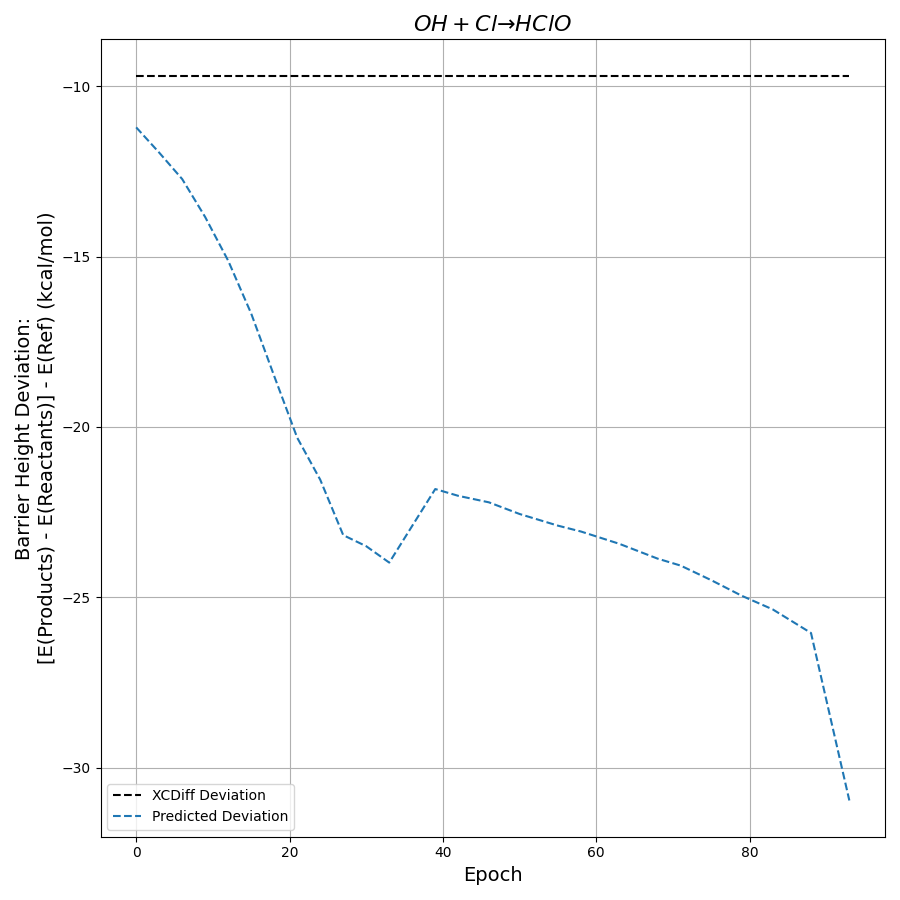 OH + Cl→HClO
Barrier Height Deviation:
[E(Products) - E(Reactants)] - E(Ref) (kcal/mol)
−10
−15
−20
−25
−30
XCDiff Deviation
Predicted Deviation
0 20 40 60 80
Epoch